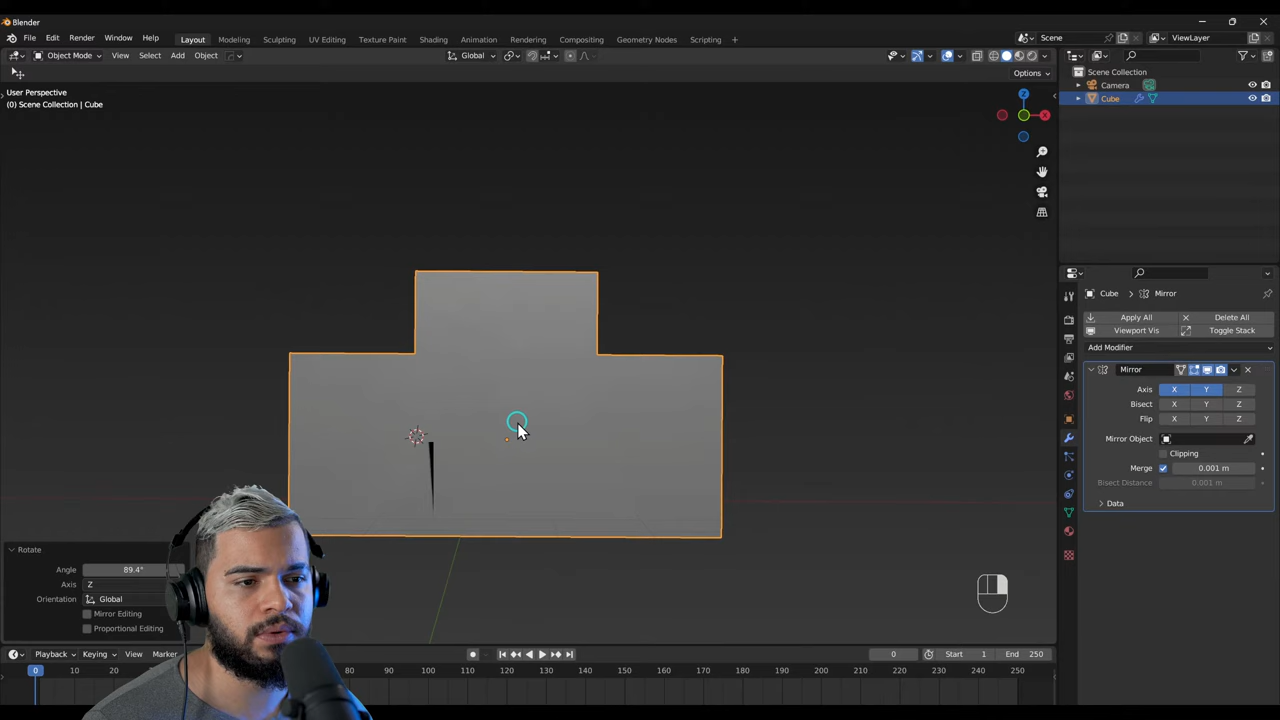 Blender
File Edit Render Window Help
Layout Modeling Sculpting UV Editing Texture Paint Shading Animation Rendering Compositing Geometry Nodes Scripting +
Scene
ViewLayer
Object Mode View Select Add Object
Global
Options
User Perspective
(0) Scene Collection | Cube
Z
X
Scene Collection
Camera
Cube
Cube > Mirror
Apply All Delete All
Viewport Vis Toggle Stack
Add Modifier
Mirror
Axis X Y Z
Bisect X Y Z
Flip X Y Z
Mirror Object
Clipping
Merge 0.001 m
Bisect Distance 0.001 m
Data
Rotate
Angle 89.4°
Axis Z
Orientation Global
Mirror Editing
Proportional Editing
Playback Keying View Marker
0 Start 1 End 250
0 10 20 30 80 90 100 110 120 130 140 150 160 170 180 190 200 210 220 230 240 250